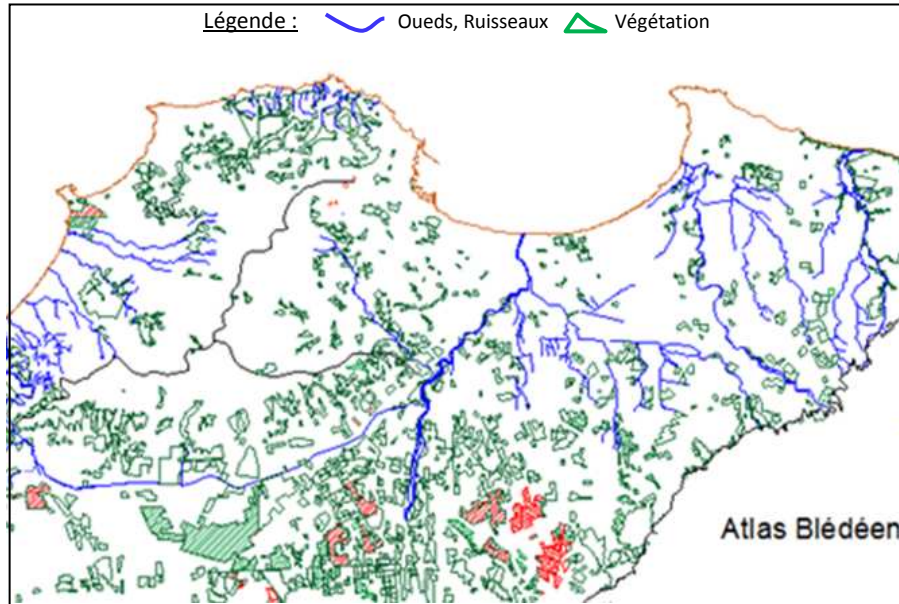 Légende : Oueds, Ruisseaux Végétation
Atlas Blédéen